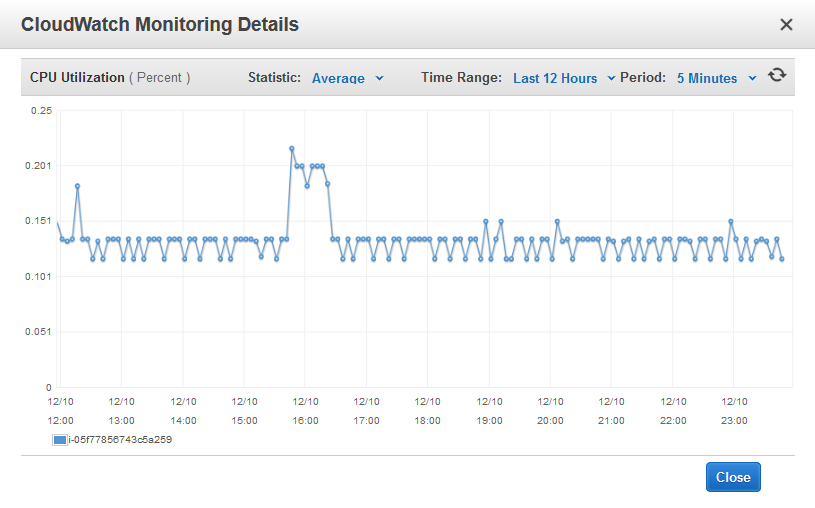 CloudWatch Monitoring Details ×
CPU Utilization ( Percent ) Statistic: Average Time Range: Last 12 Hours Period: 5 Minutes
0.25
0.201
0.151
0.101
0.051
0
12/10 12/10 12/10 12/10 12/10 12/10 12/10 12/10 12/10 12/10 12/10 12/10
12:00 13:00 14:00 15:00 16:00 17:00 18:00 19:00 20:00 21:00 22:00 23:00
i-05f77856743c5a259
Close